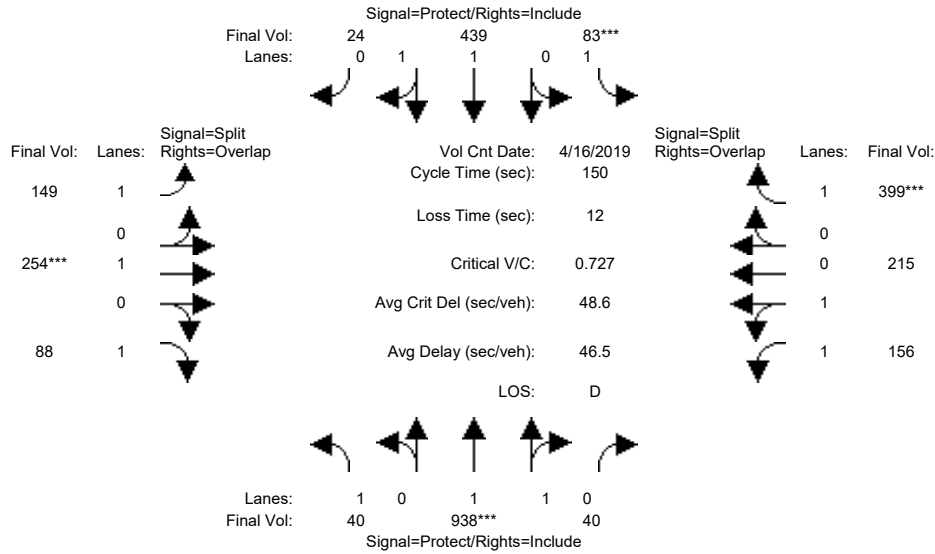 Signal=Protect/Rights=Include
Final Vol: 24 439 83***
Lanes: 0 1 1 0 1
Signal=Split Signal=Split
Final Vol: Lanes: Rights=Overlap Vol Cnt Date: 4/16/2019 Rights=Overlap Lanes: Final Vol:
Cycle Time (sec): 150
149 1 1 399***
Loss Time (sec): 12
0 0
254*** 1 Critical V/C: 0.727 0 215
0 Avg Crit Del (sec/veh): 48.6 1
88 1 Avg Delay (sec/veh): 46.5 1 156
LOS: D
Lanes: 1 0 1 1 0
Final Vol: 40 938*** 40
Signal=Protect/Rights=Include